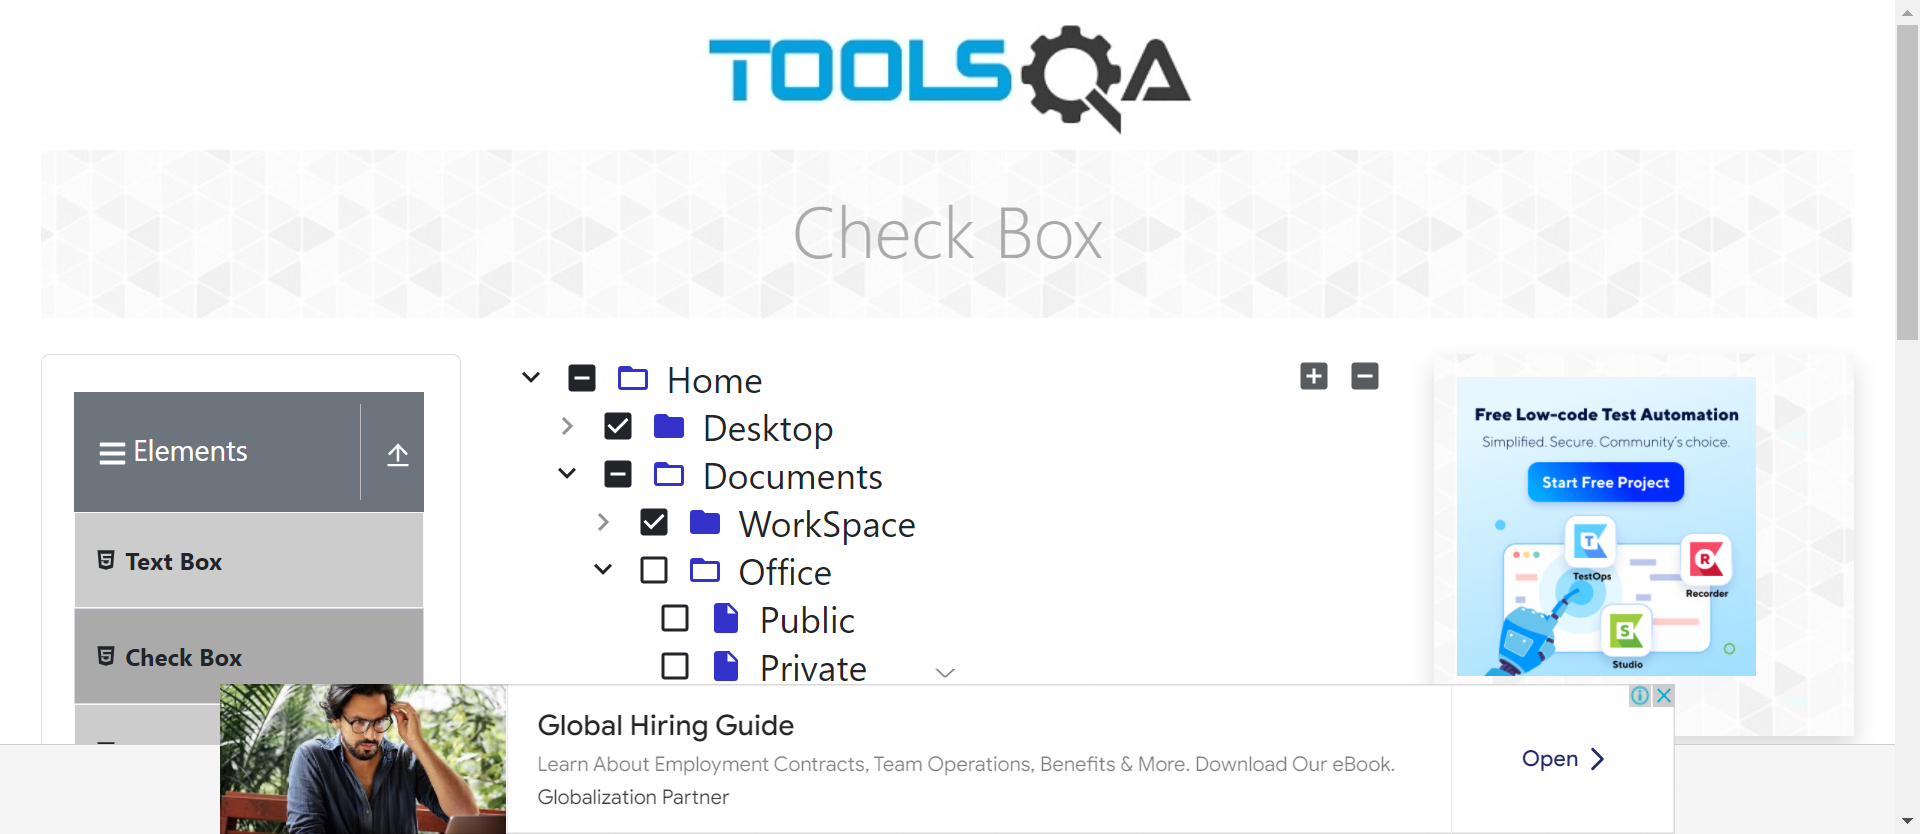 TOOLSQA
Check Box
Elements
Text Box
Check Box
Home
Desktop
Documents
WorkSpace
Office
Public
Private
Free Low-code Test Automation
Simplified. Secure. Community's choice.
Start Free Project
TestOps
Recorder
Studio
Global Hiring Guide
Learn About Employment Contracts, Team Operations, Benefits & More. Download Our eBook.
Globalization Partner
Open